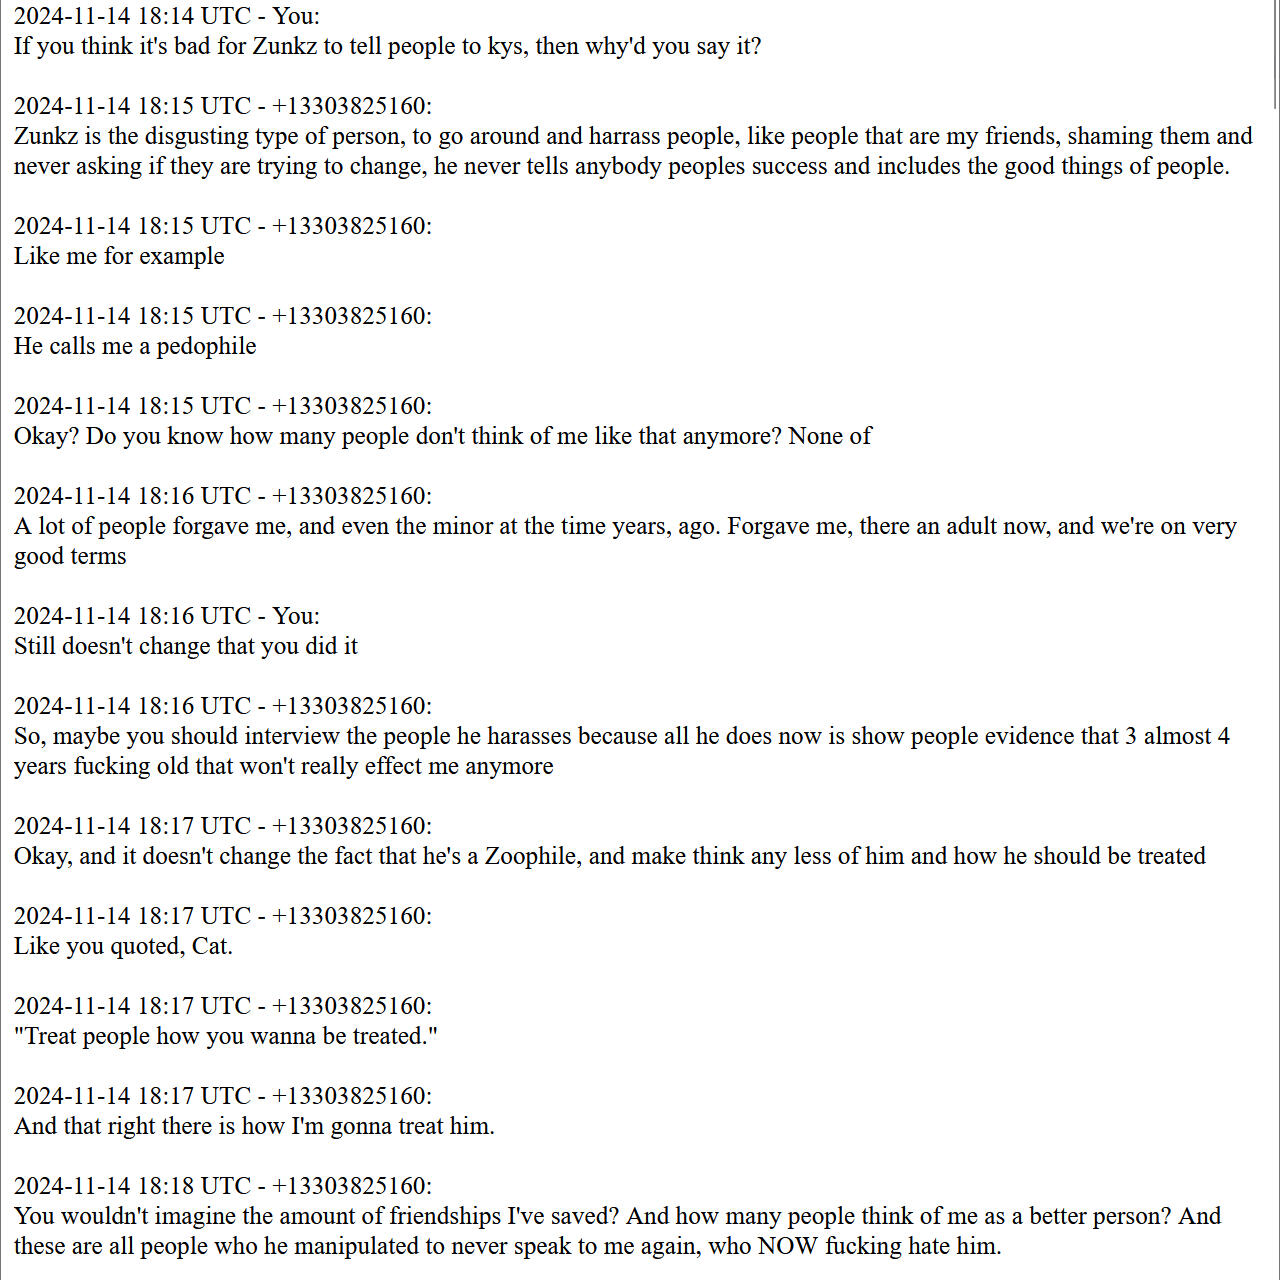 2024-11-14 18:14 UTC - You:
If you think it's bad for Zunkz to tell people to kys, then why'd you say it?
2024-11-14 18:15 UTC - +13303825160:
Zunkz is the disgusting type of person, to go around and harrass people, like people that are my friends, shaming them and
never asking if they are trying to change, he never tells anybody peoples success and includes the good things of people.
2024-11-14 18:15 UTC - +13303825160:
Like me for example
2024-11-14 18:15 UTC - +13303825160:
He calls me a pedophile
2024-11-14 18:15 UTC - +13303825160:
Okay? Do you know how many people don't think of me like that anymore? None of
2024-11-14 18:16 UTC - +13303825160:
A lot of people forgave me, and even the minor at the time years, ago. Forgave me, there an adult now, and we're on very
good terms
2024-11-14 18:16 UTC - You:
Still doesn't change that you did it
2024-11-14 18:16 UTC - +13303825160:
So, maybe you should interview the people he harasses because all he does now is show people evidence that 3 almost 4
years fucking old that won't really effect me anymore
2024-11-14 18:17 UTC - +13303825160:
Okay, and it doesn't change the fact that he's a Zoophile, and make think any less of him and how he should be treated
2024-11-14 18:17 UTC - +13303825160:
Like you quoted, Cat.
2024-11-14 18:17 UTC - +13303825160:
"Treat people how you wanna be treated."
2024-11-14 18:17 UTC - +13303825160:
And that right there is how I'm gonna treat him.
2024-11-14 18:18 UTC - +13303825160:
You wouldn't imagine the amount of friendships I've saved? And how many people think of me as a better person? And
these are all people who he manipulated to never speak to me again, who NOW fucking hate him.